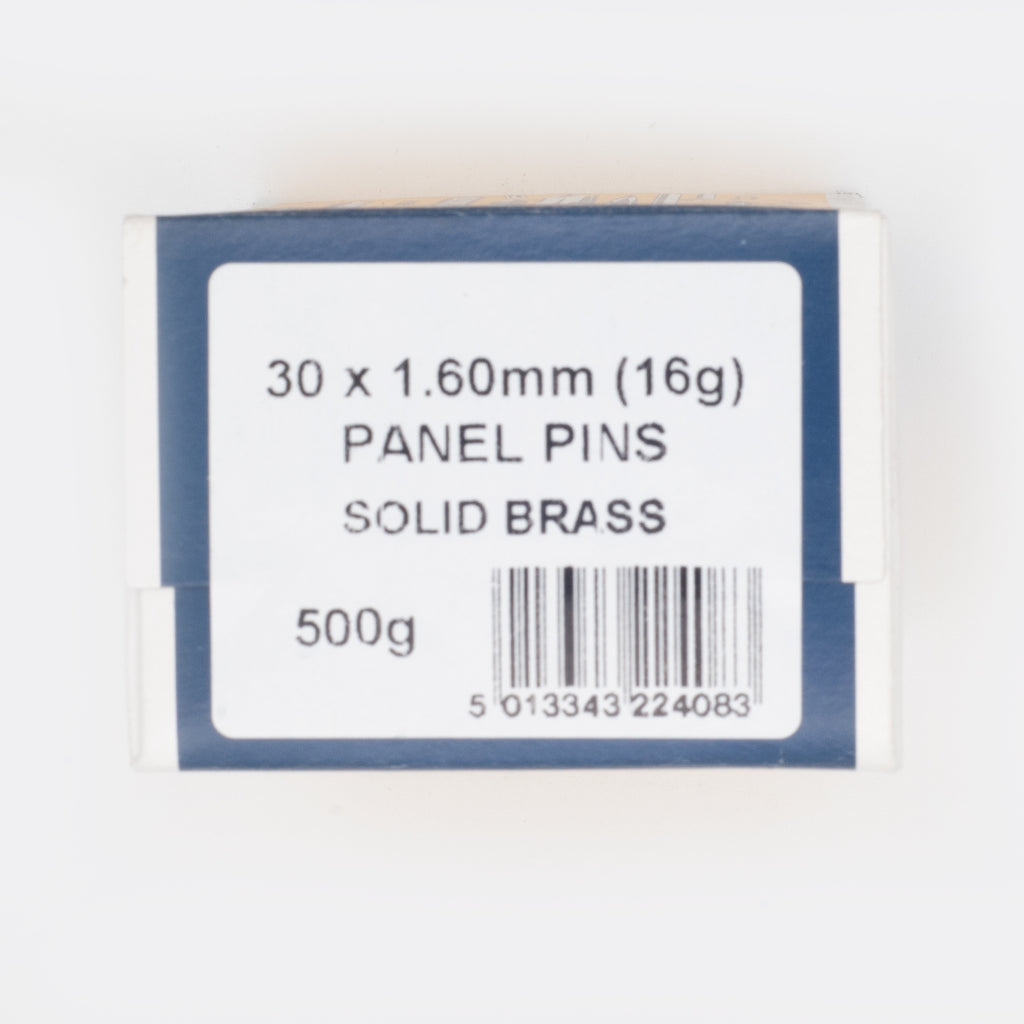 30 x 1.60mm (16g)
PANEL PINS
SOLID BRASS
500g
5 013343 224083